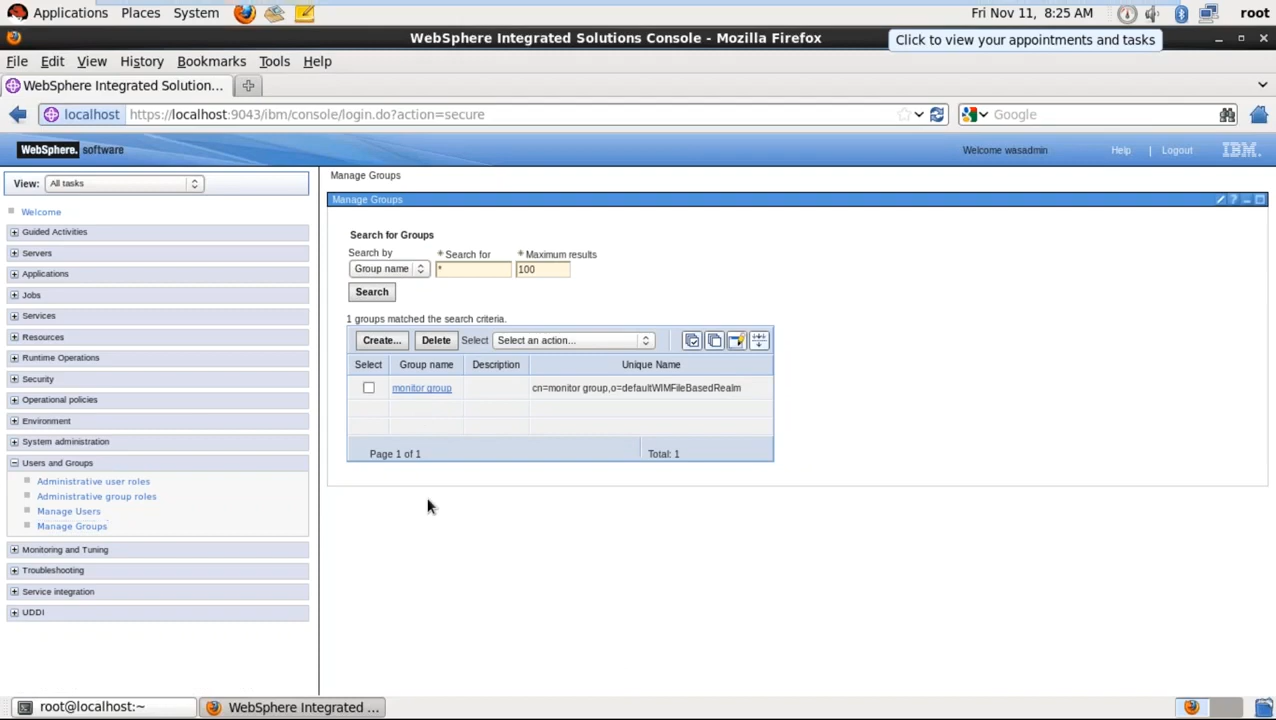 Applications Places System Fri Nov 11, 8:25 AM root
WebSphere Integrated Solutions Console - Mozilla Firefox
Click to view your appointments and tasks
File Edit View History Bookmarks Tools Help
WebSphere Integrated Solution...
localhost https://localhost:9043/ibm/console/login.do?action=secure Google
WebSphere. software Welcome wasadmin Help | Logout IBM.
View: All tasks
Welcome
Guided Activities
Servers
Applications
Jobs
Services
Resources
Runtime Operations
Security
Operational policies
Environment
System administration
Users and Groups
Administrative user roles
Administrative group roles
Manage Users
Manage Groups
Monitoring and Tuning
Troubleshooting
Service integration
UDDI
Manage Groups
Manage Groups
Search for Groups
Search by * Search for * Maximum results
Group name * 100
Search
1 groups matched the search criteria.
Create... Delete Select Select an action...
Select Group name Description Unique Name
monitor group cn=monitor group,o=defaultWIMFileBasedRealm
Page 1 of 1 Total: 1
root@localhost:~ WebSphere Integrated ...